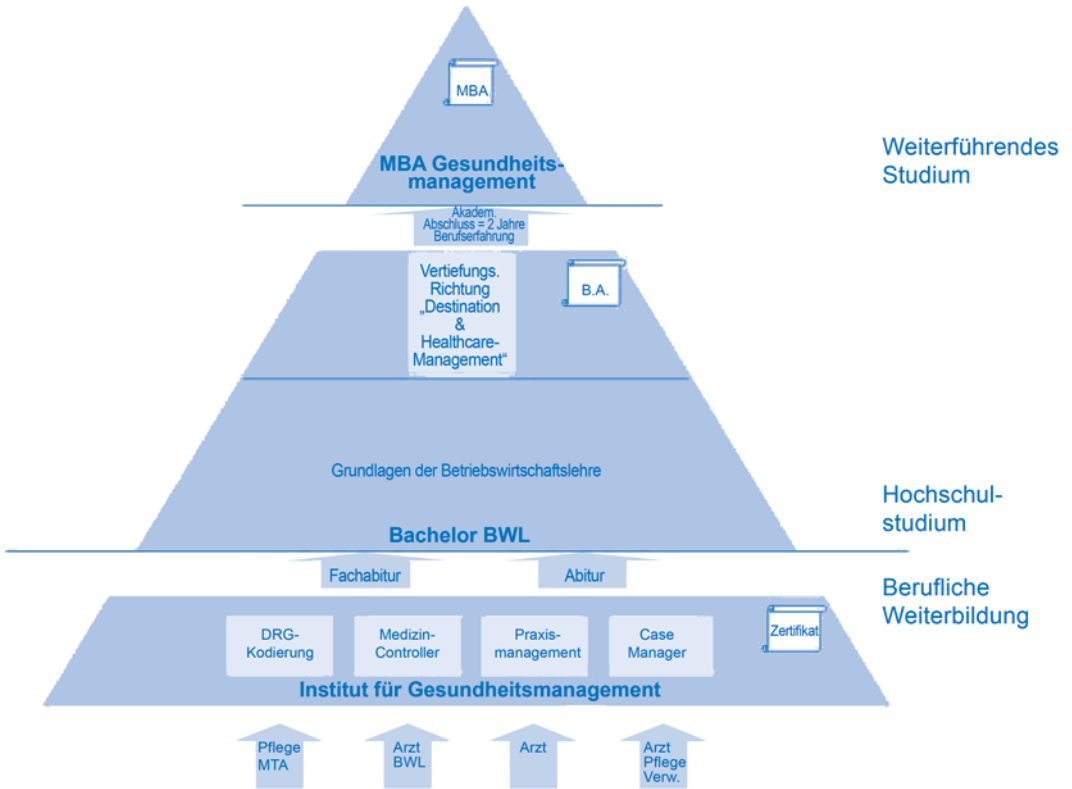 MBA
MBA Gesundheits-
management
Weiterführendes
Studium
Akadem.
Abschluss = 2 Jahre
Berufserfahrung
Vertiefungs.
Richtung
„Destination
&
Healthcare-
Management“
B.A.
Grundlagen der Betriebswirtschaftslehre
Bachelor BWL
Hochschul-
studium
Fachabitur
Abitur
Berufliche
Weiterbildung
DRG-
Kodierung
Medizin-
Controller
Praxis-
management
Case
Manager
Zertifikat
Institut für Gesundheitsmanagement
Pflege
MTA
Arzt
BWL
Arzt
Arzt
Pflege
Verw.